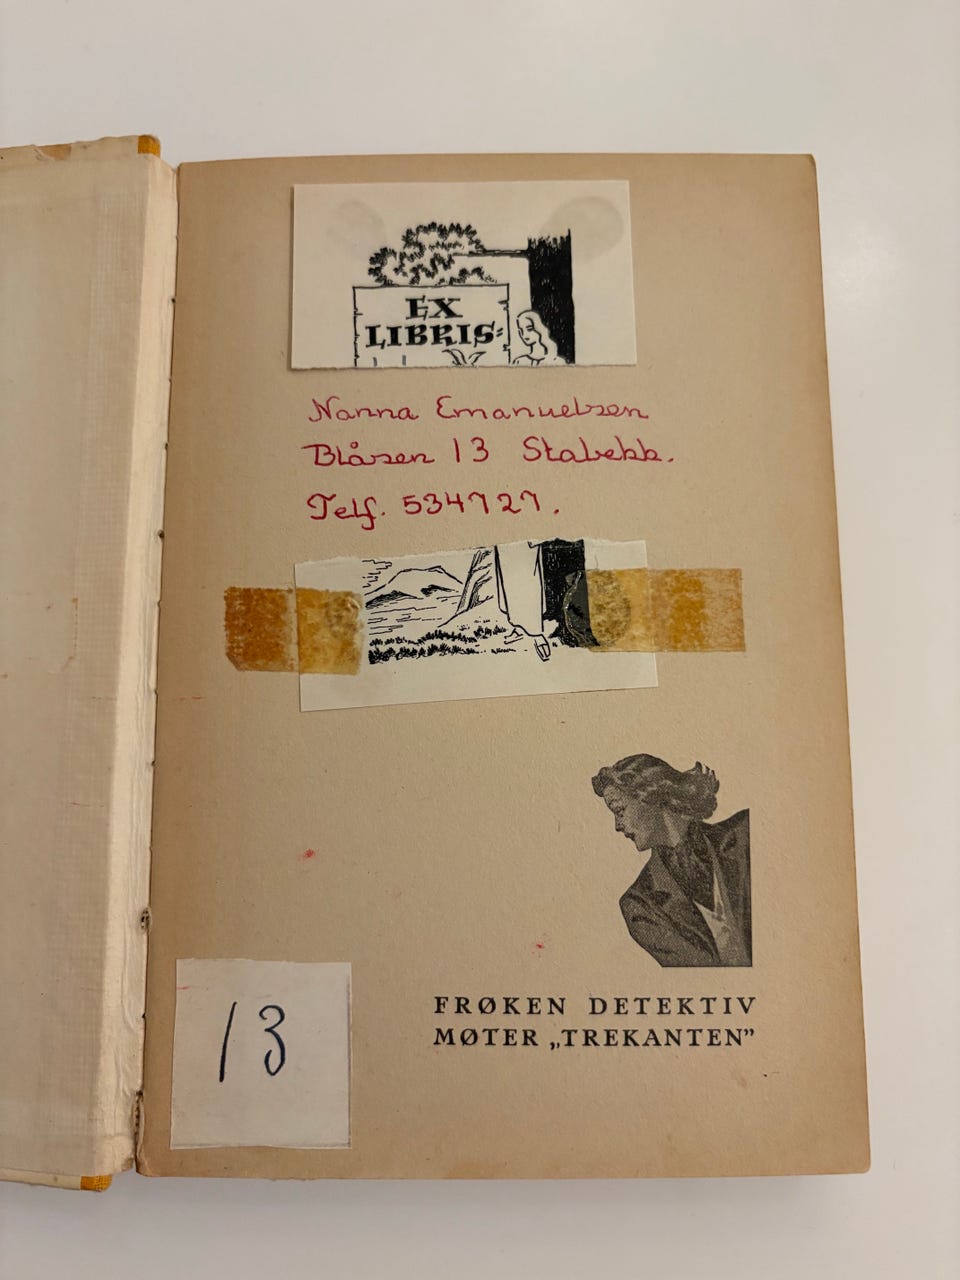 EX
LIBRIS
Nanna Emanuelsen
Blåsen 13 Stabekk.
Telf. 534727.
13
FRØKEN DETEKTIV
MØTER „TREKANTEN”